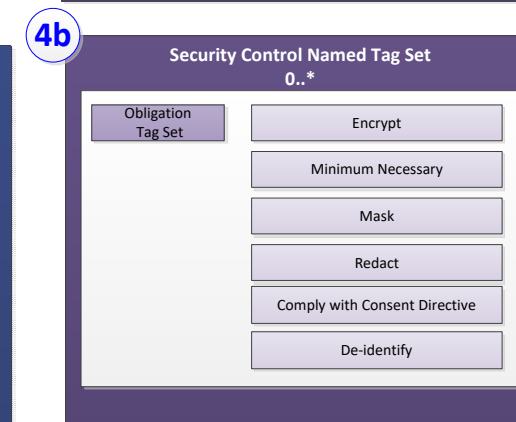 4b
Security Control Named Tag Set
0..*
Obligation
Tag Set
Encrypt
Minimum Necessary
Mask
Redact
Comply with Consent Directive
De-identify